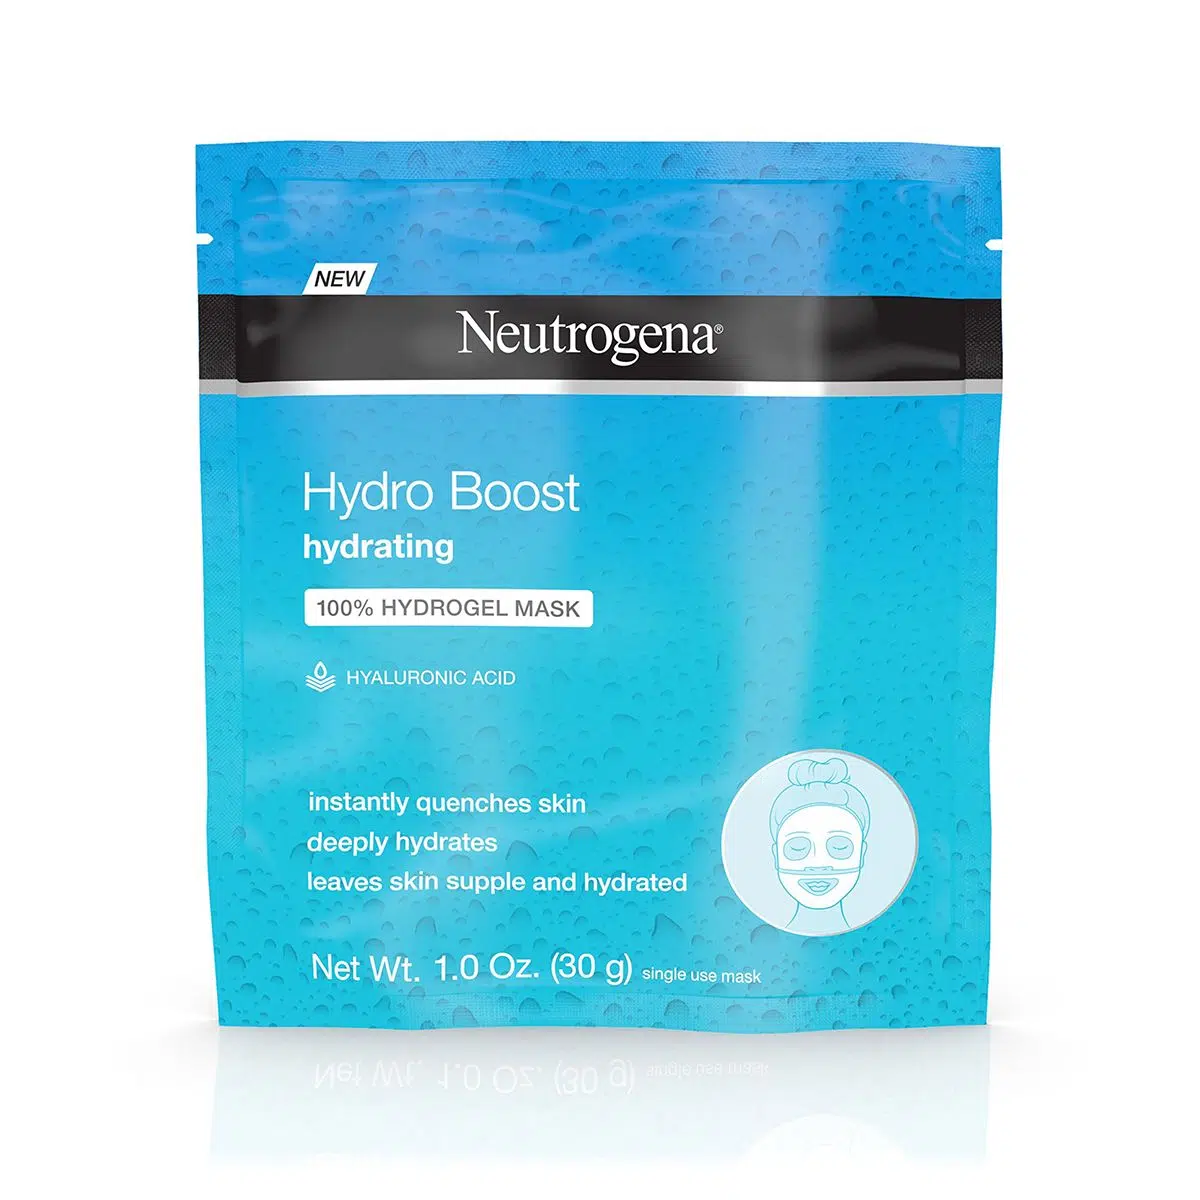 NEW
Neutrogena®
Hydro Boost
hydrating
100% HYDROGEL MASK
HYALURONIC ACID
instantly quenches skin
deeply hydrates
leaves skin supple and hydrated
Net Wt. 1.0 Oz. (30 g) single use mask